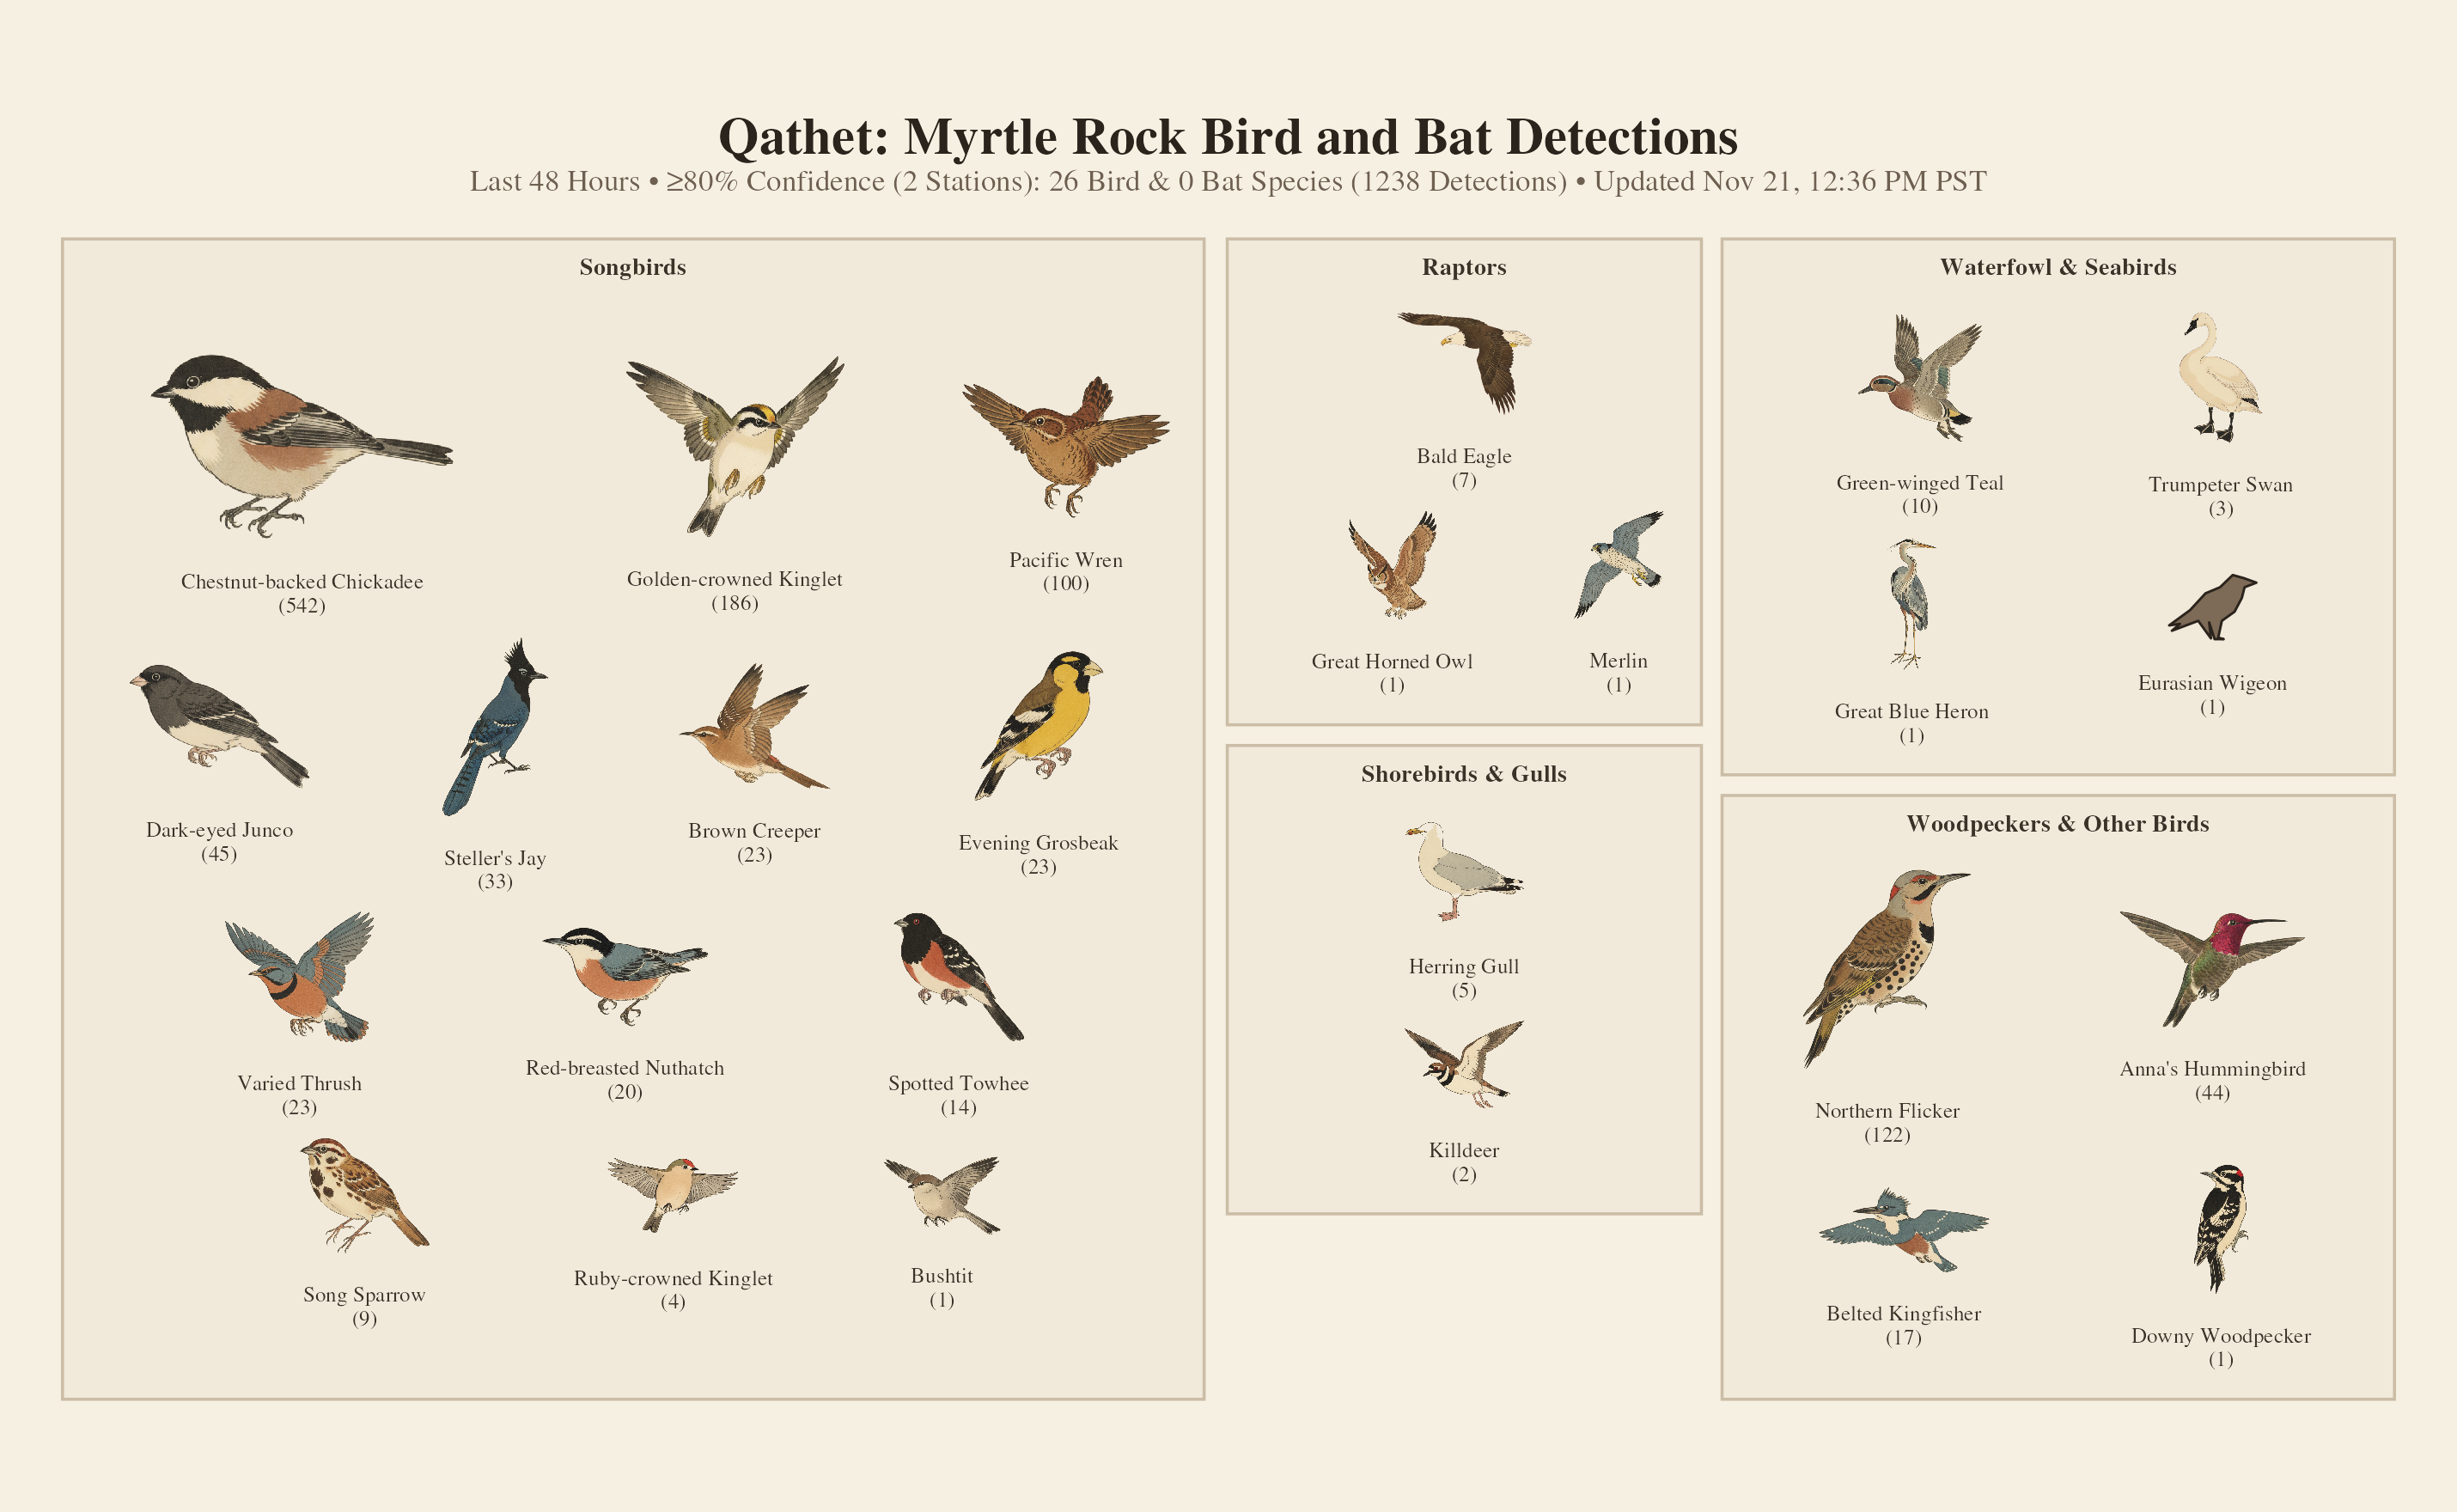 Qathet: Myrtle Rock Bird and Bat Detections
Last 48 Hours • ≥80% Confidence (2 Stations): 26 Bird & 0 Bat Species (1238 Detections) • Updated Nov 21, 12:36 PM PST
Songbirds
Chestnut-backed Chickadee
(542)
Golden-crowned Kinglet
(186)
Pacific Wren
(100)
Dark-eyed Junco
(45)
Steller's Jay
(33)
Brown Creeper
(23)
Evening Grosbeak
(23)
Varied Thrush
(23)
Red-breasted Nuthatch
(20)
Spotted Towhee
(14)
Song Sparrow
(9)
Ruby-crowned Kinglet
(4)
Bushtit
(1)
Raptors
Bald Eagle
(7)
Great Horned Owl
(1)
Merlin
(1)
Shorebirds & Gulls
Herring Gull
(5)
Killdeer
(2)
Waterfowl & Seabirds
Green-winged Teal
(10)
Trumpeter Swan
(3)
Great Blue Heron
(1)
Eurasian Wigeon
(1)
Woodpeckers & Other Birds
Northern Flicker
(122)
Anna's Hummingbird
(44)
Belted Kingfisher
(17)
Downy Woodpecker
(1)